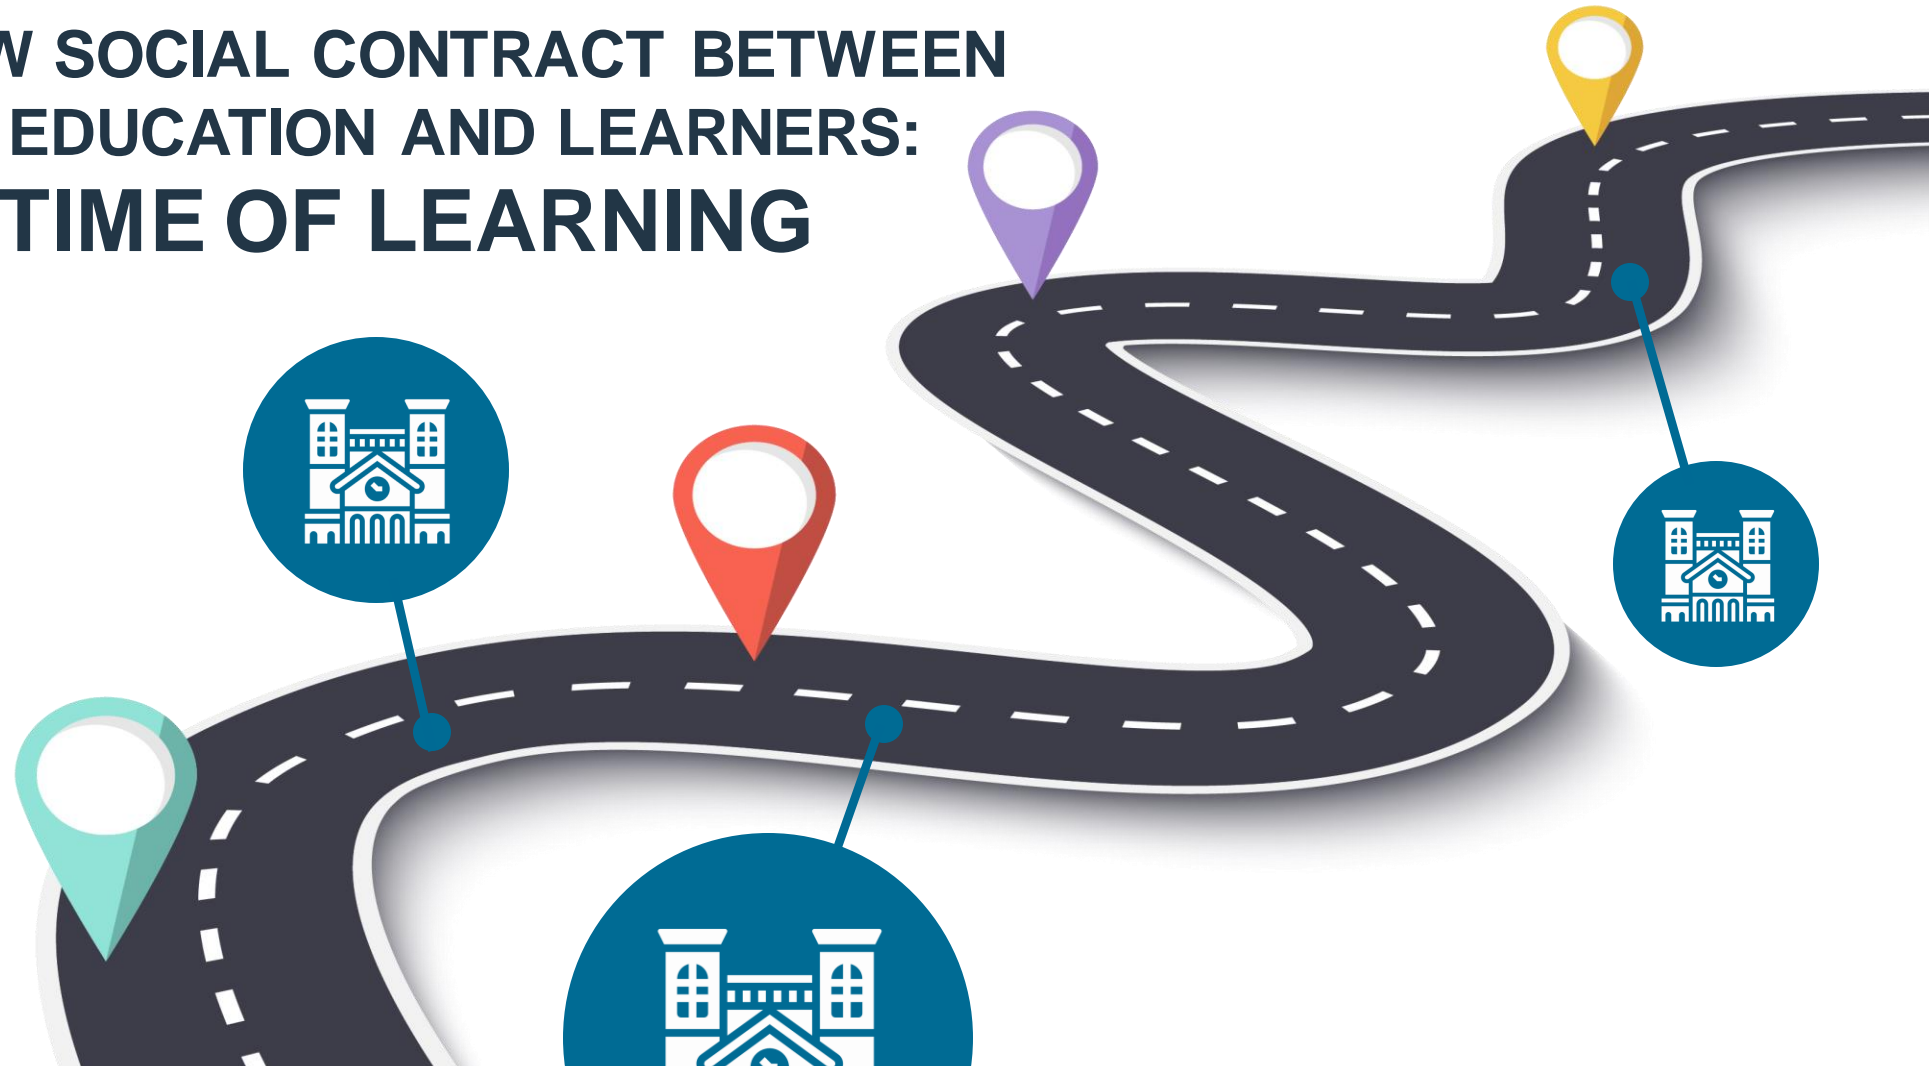 W SOCIAL CONTRACT BETWEEN
EDUCATION AND LEARNERS:
TIME OF LEARNING